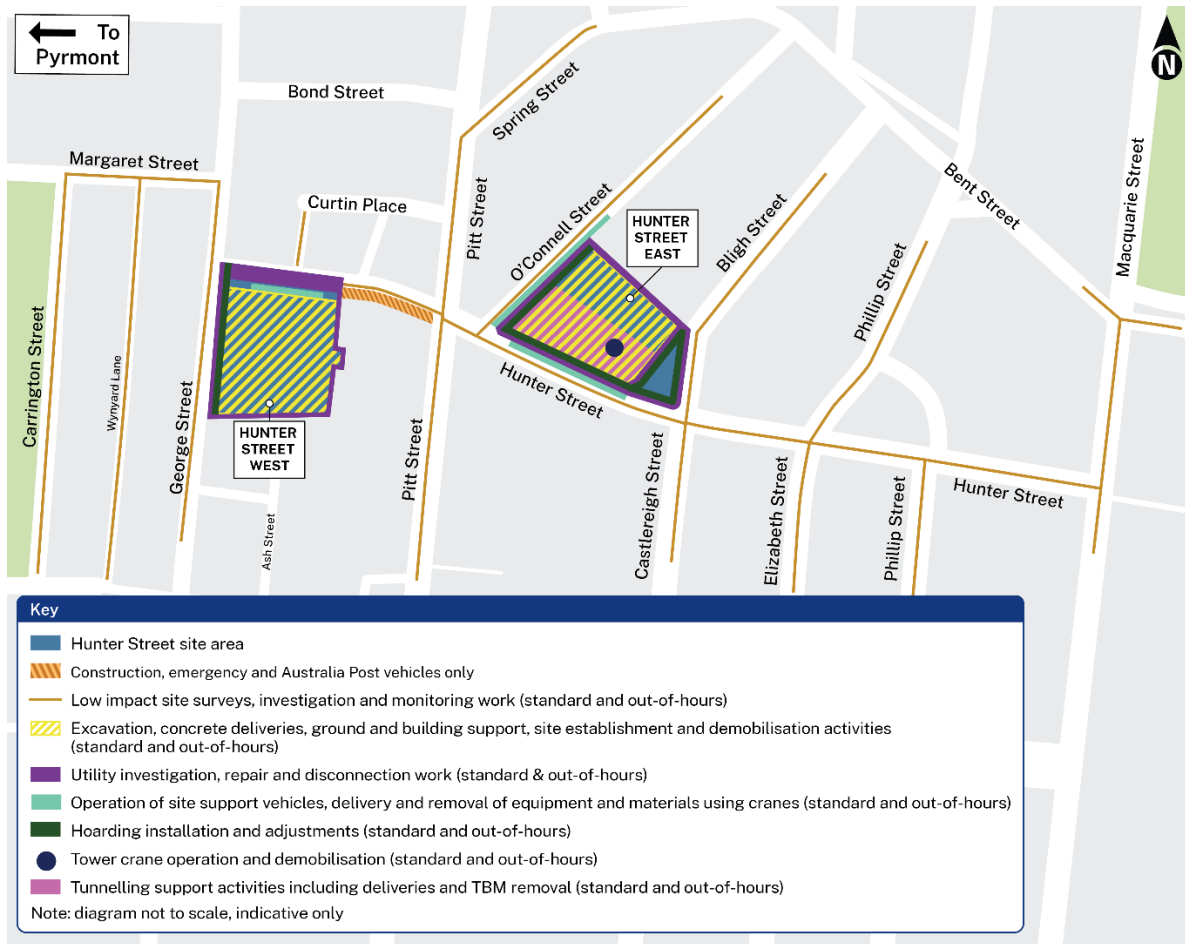 To
Pyrmont
N
Bond Street
Spring Street
Margaret Street
Curtin Place
Pitt Street
O'Connell Street
HUNTER
STREET
EAST
Bligh Street
Bent Street
Macquarie Street
Phillip Street
Carrington Street
Wynyard Lane
George Street
HUNTER
STREET
WEST
Hunter Street
Pitt Street
Ash Street
Castlereigh Street
Elizabeth Street
Phillip Street
Hunter Street
Key
Hunter Street site area
Construction, emergency and Australia Post vehicles only
Low impact site surveys, investigation and monitoring work (standard and out-of-hours)
Excavation, concrete deliveries, ground and building support, site establishment and demobilisation activities
(standard and out-of-hours)
Utility investigation, repair and disconnection work (standard & out-of-hours)
Operation of site support vehicles, delivery and removal of equipment and materials using cranes (standard and out-of-hours)
Hoarding installation and adjustments (standard and out-of-hours)
Tower crane operation and demobilisation (standard and out-of-hours)
Tunnelling support activities including deliveries and TBM removal (standard and out-of-hours)
Note: diagram not to scale, indicative only